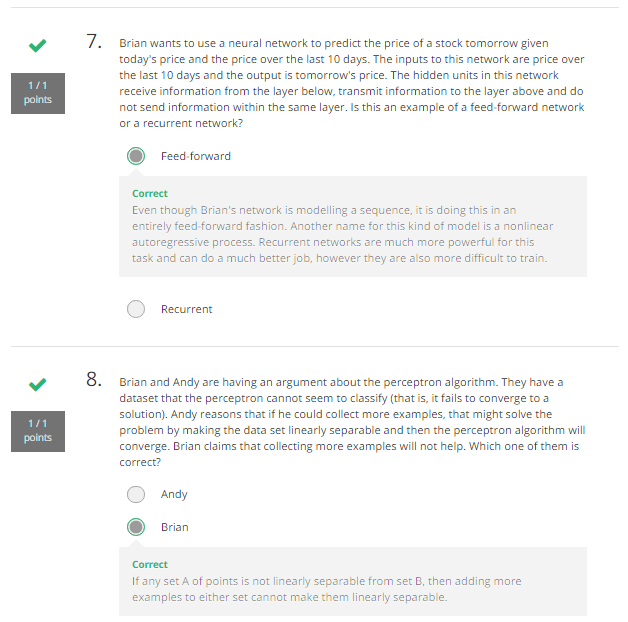 7.
Brian wants to use a neural network to predict the price of a stock tomorrow given
today's price and the price over the last 10 days. The inputs to this network are price over
the last 10 days and the output is tomorrow's price. The hidden units in this network
receive information from the layer below, transmit information to the layer above and do
not send information within the same layer. Is this an example of a feed-forward network
or a recurrent network?
1 / 1
points
Feed-forward
Correct
Even though Brian's network is modelling a sequence, it is doing this in an
entirely feed-forward fashion. Another name for this kind of model is a nonlinear
autoregressive process. Recurrent networks are much more powerful for this
task and can do a much better job, however they are also more difficult to train.
Recurrent
8.
Brian and Andy are having an argument about the perceptron algorithm. They have a
dataset that the perceptron cannot seem to classify (that is, it fails to converge to a
solution). Andy reasons that if he could collect more examples, that might solve the
problem by making the data set linearly separable and then the perceptron algorithm will
converge. Brian claims that collecting more examples will not help. Which one of them is
correct?
1 / 1
points
Andy
Brian
Correct
If any set A of points is not linearly separable from set B, then adding more
examples to either set cannot make them linearly separable.